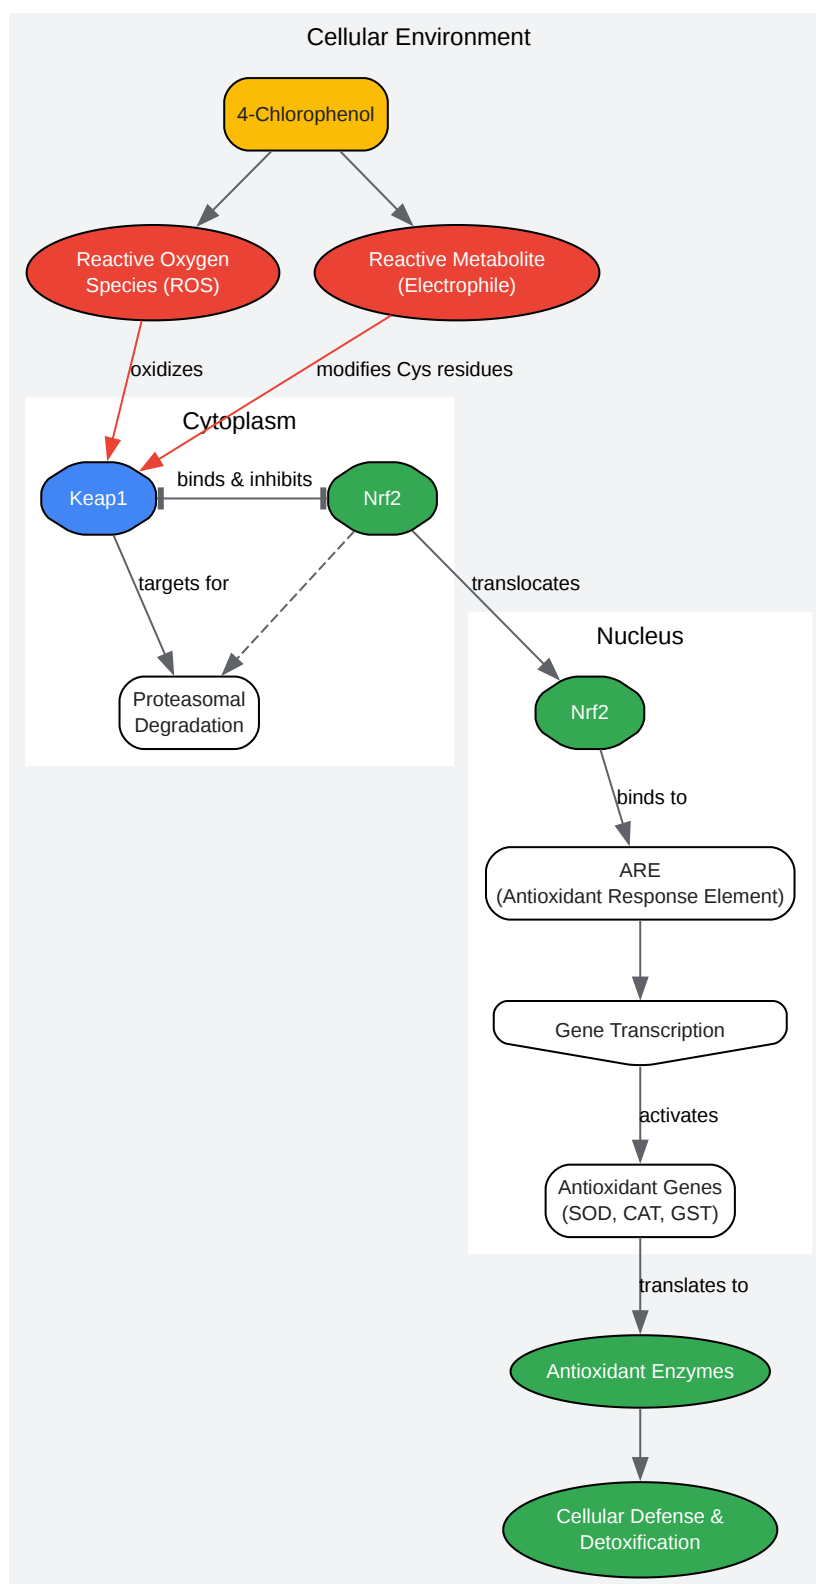 Cellular Environment
4-Chlorophenol
Reactive Oxygen
Species (ROS)
Reactive Metabolite
(Electrophile)
oxidizes
modifies Cys residues
Cytoplasm
Keap1
binds & inhibits
Nrf2
targets for
translocates
Proteasomal
Degradation
Nucleus
Nrf2
binds to
ARE
(Antioxidant Response Element)
Gene Transcription
activates
Antioxidant Genes
(SOD, CAT, GST)
translates to
Antioxidant Enzymes
Cellular Defense &
Detoxification